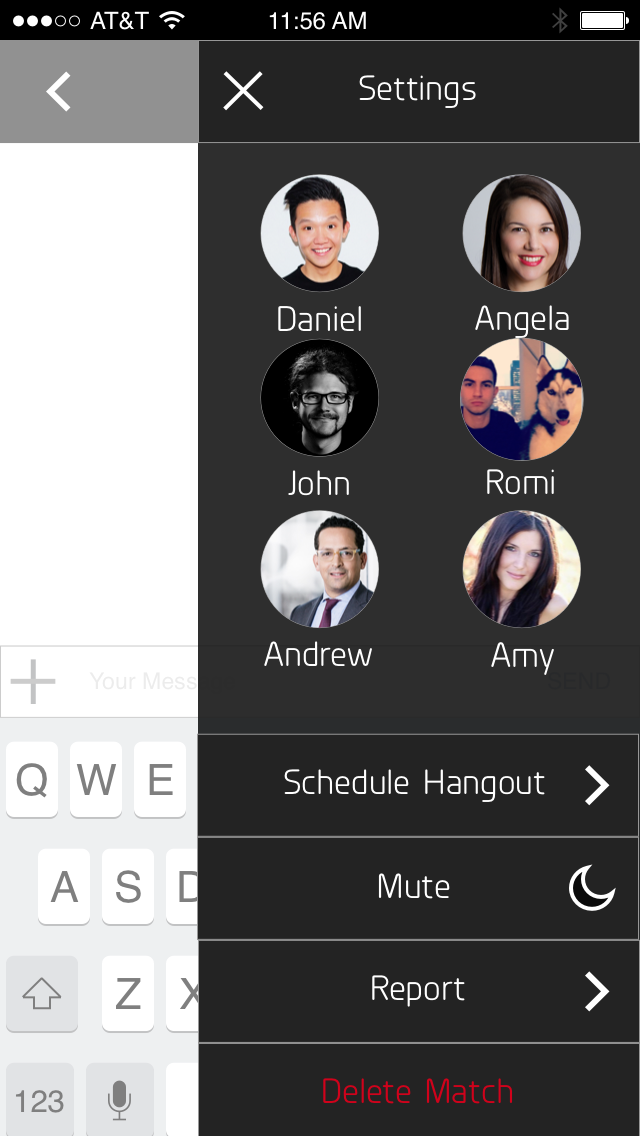 AT&T 11:56 AM
Settings
Daniel Angela
John Romi
Andrew Amy
Your Mess SEND
Schedule Hangout
Q W E
Mute
A S D
Report
Z X
Delete Match
123